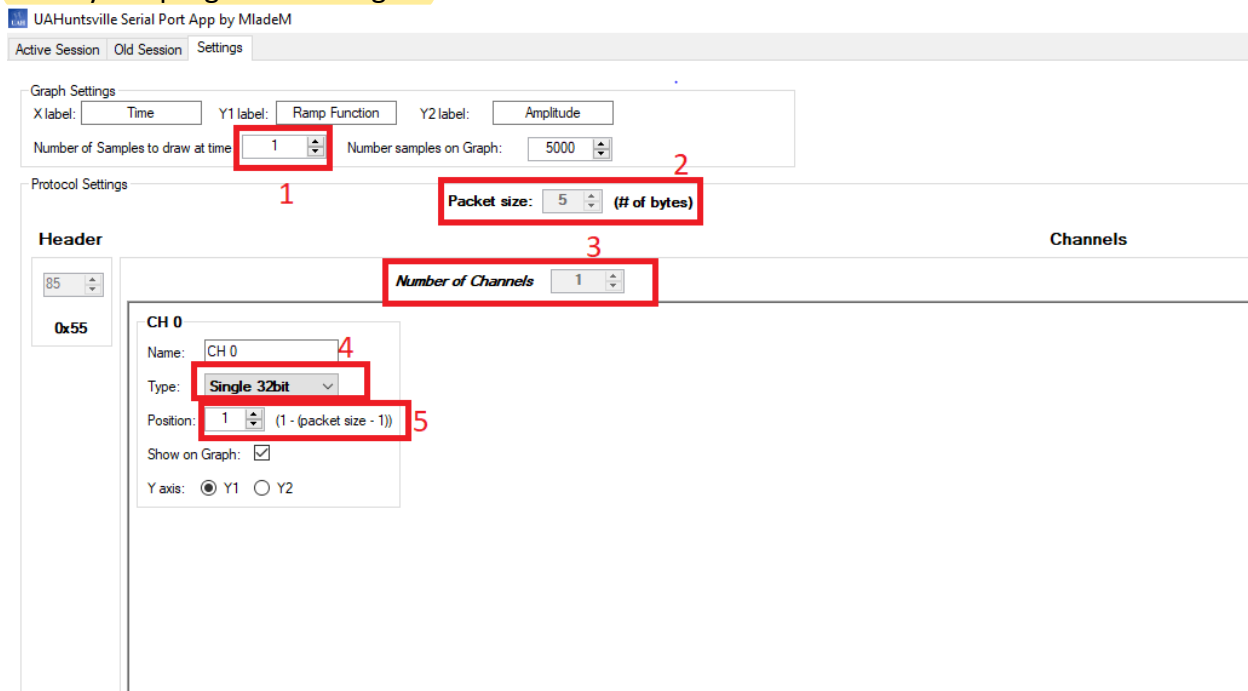 UAHuntsville Serial Port App by MladeM
Active Session Old Session Settings
Graph Settings
X label: Time Y1 label: Ramp Function Y2 label: Amplitude
Number of Samples to draw at time 1 Number samples on Graph: 5000
1
2
Protocol Settings
Packet size: 5 (# of bytes)
Header
Channels
3
85
Number of Channels 1
0x55
CH 0
Name: CH 0
4
Type: Single 32bit
Position: 1 (1 - (packet size - 1))
5
Show on Graph:
Y axis: Y1 Y2